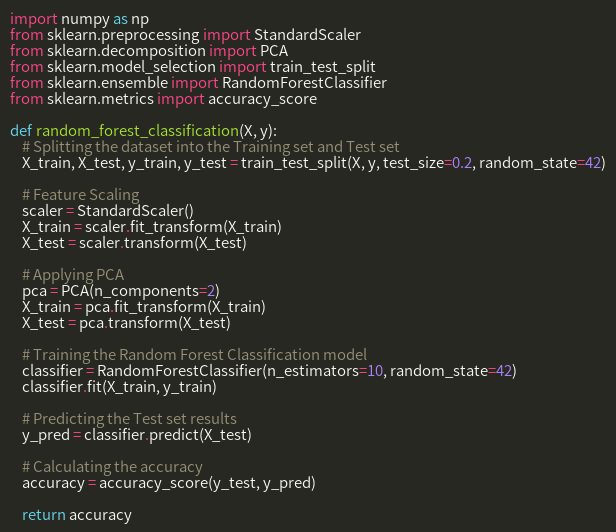 import numpy as np
from sklearn.preprocessing import StandardScaler
from sklearn.decomposition import PCA
from sklearn.model_selection import train_test_split
from sklearn.ensemble import RandomForestClassifier
from sklearn.metrics import accuracy_score

def random_forest_classification(X, y):
    # Splitting the dataset into the Training set and Test set
    X_train, X_test, y_train, y_test = train_test_split(X, y, test_size=0.2, random_state=42)

    # Feature Scaling
    scaler = StandardScaler()
    X_train = scaler.fit_transform(X_train)
    X_test = scaler.transform(X_test)

    # Applying PCA
    pca = PCA(n_components=2)
    X_train = pca.fit_transform(X_train)
    X_test = pca.transform(X_test)

    # Training the Random Forest Classification model
    classifier = RandomForestClassifier(n_estimators=10, random_state=42)
    classifier.fit(X_train, y_train)

    # Predicting the Test set results
    y_pred = classifier.predict(X_test)

    # Calculating the accuracy
    accuracy = accuracy_score(y_test, y_pred)

    return accuracy